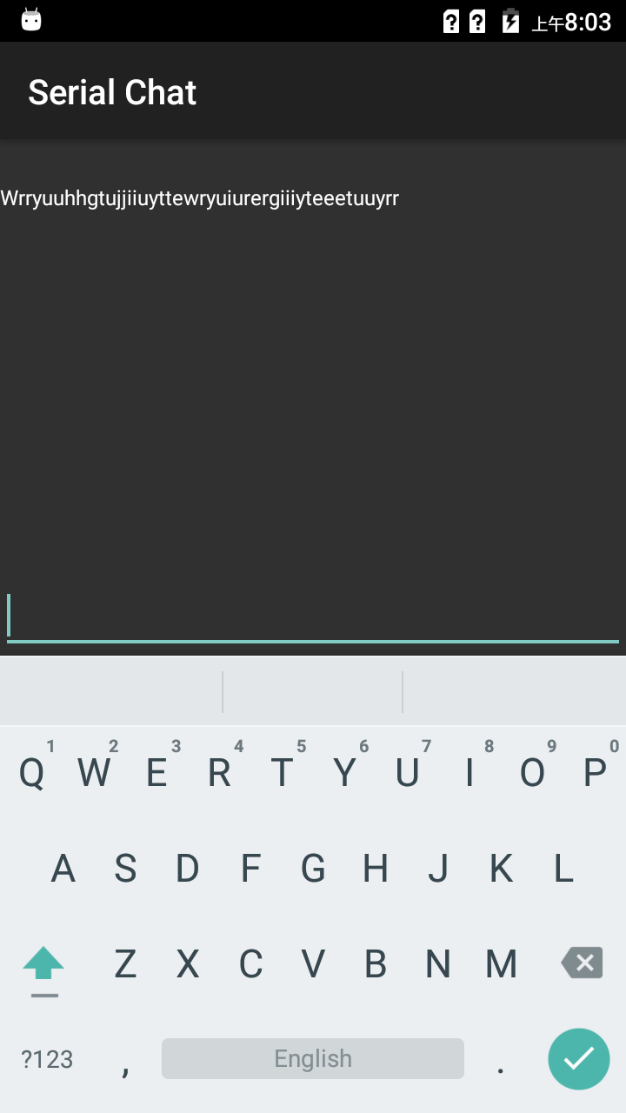 上午8:03
Serial Chat
Wrryuuhhgtujjiiuyttewryuiurergiiiyteeetuuyrr
1 2 3 4 5 6 7 8 9 0
Q W E R T Y U I O P
A S D F G H J K L
Z X C V B N M
?123 , English .